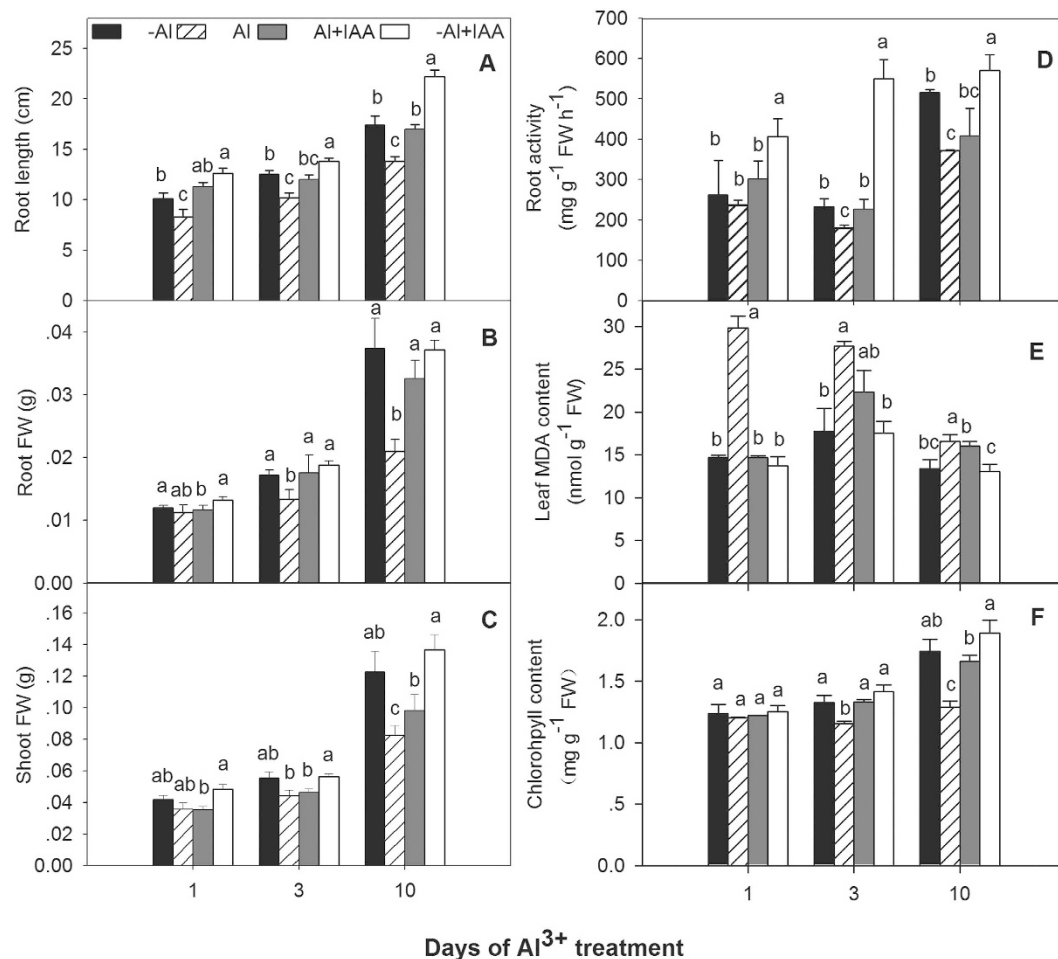 -Al Al Al+IAA -Al+IAA
A
Root length (cm)
25
20
15
10
5
0
b c ab a
b c bc a
b c b a
B
Root FW (g)
.04
.03
.02
.01
0.00
a ab b a
a b a a
a b a a
C
Shoot FW (g)
.16
.14
.12
.10
.08
.06
.04
.02
0.00
ab ab b a
ab b b a
ab c b a
1 3 10
D
Root activity
(mg g-1 FW h-1)
700
600
500
400
300
200
100
0
b b b a
b c b a
b c bc a
E
Leaf MDA content
(nmol g-1 FW)
30
25
20
15
10
5
0
b a b b
b a ab b
bc a b c
F
Chlorohpyll content
(mg g-1 FW)
2.0
1.5
1.0
.5
0.0
a a a a
a b a a
ab c b a
1 3 10
Days of Al3+ treatment